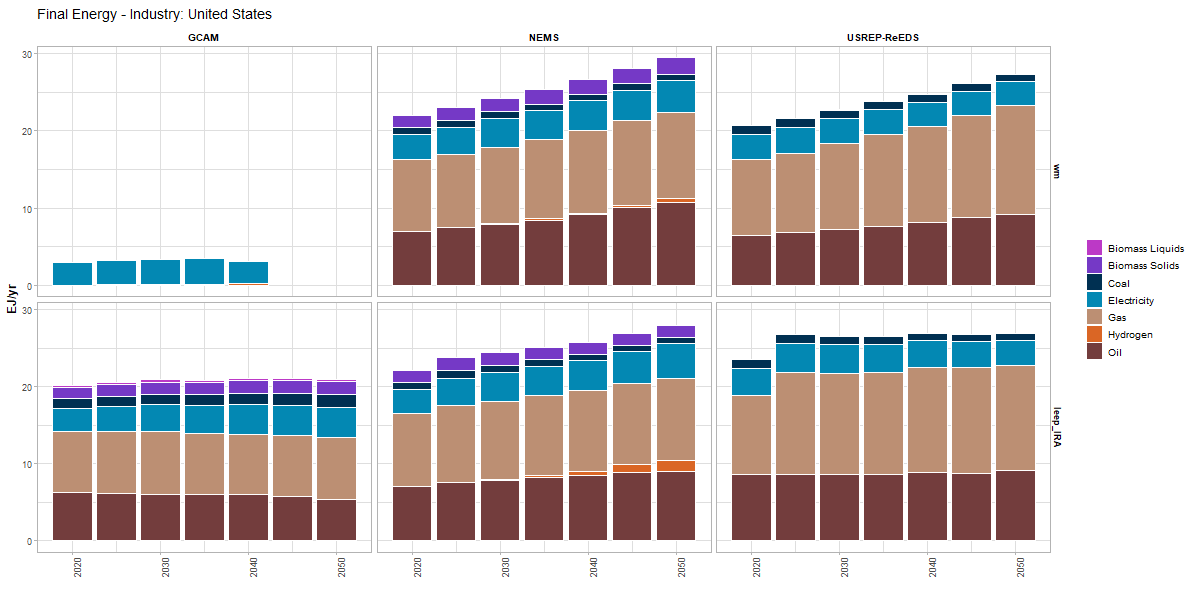 Final Energy - Industry: United States
GCAM
NEMS
USREP-ReEDS
EJ/yr
30
20
10
0
wm
30
20
10
0
leep_IRA
2020
2030
2040
2050
2020
2030
2040
2050
2020
2030
2040
2050
Biomass Liquids
Biomass Solids
Coal
Electricity
Gas
Hydrogen
Oil